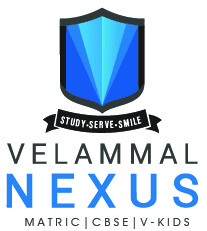 STUDY•SERVE•SMILE
VELAMMAL
NEXUS
MATRIC|CBSE|V-KIDS